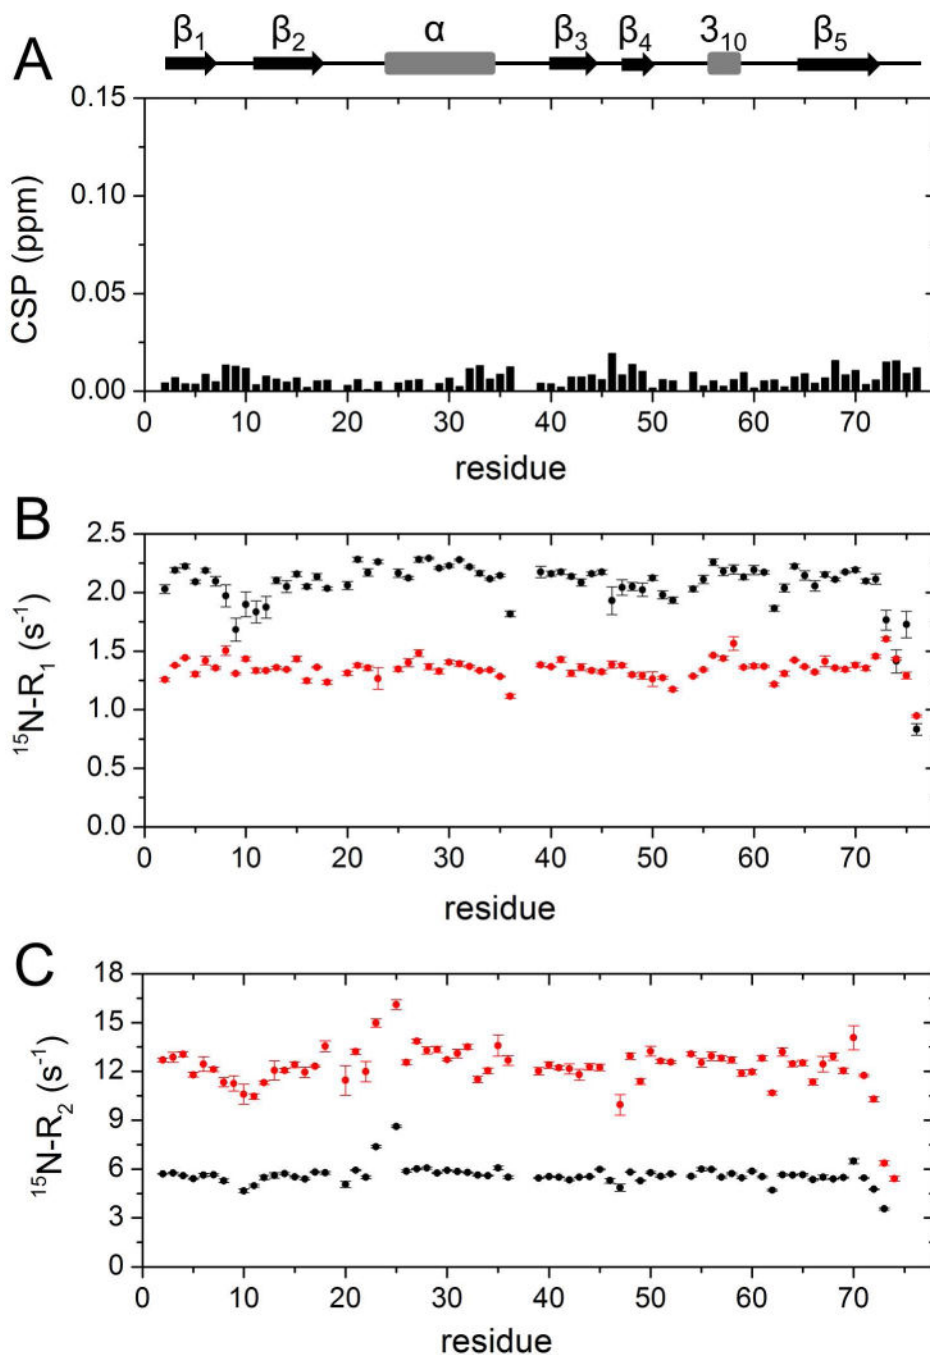 A
β₁ β₂ α β₃ β₄ 3₁₀ β₅
0.15
0.10
0.05
0.00
CSP (ppm)
0 10 20 30 40 50 60 70
residue
B
2.5
2.0
1.5
1.0
0.5
0.0
¹⁵N-R₁ (s⁻¹)
0 10 20 30 40 50 60 70
residue
C
18
15
12
9
6
3
0
¹⁵N-R₂ (s⁻¹)
0 10 20 30 40 50 60 70
residue